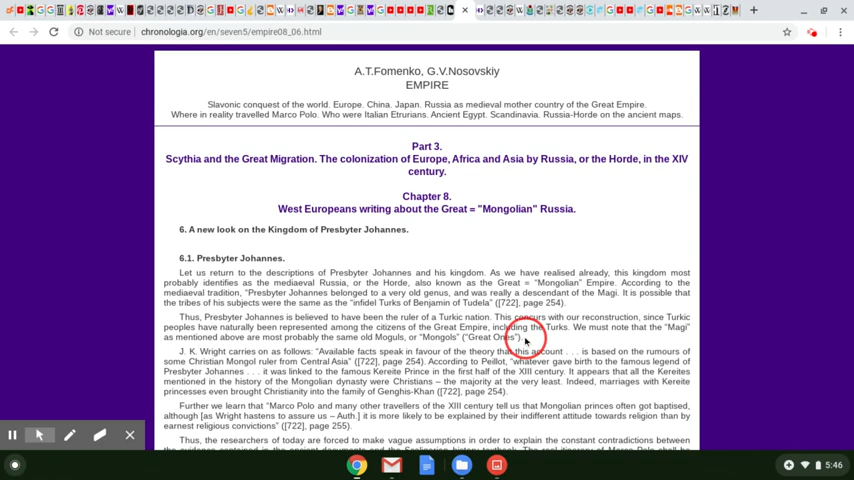 Not secure
chronologia.org/en/seven5/empire08_06.html
A.T.Fomenko, G.V.Nosovskiy
EMPIRE
Slavonic conquest of the world. Europe. China. Japan. Russia as medieval mother country of the Great Empire.
Where in reality travelled Marco Polo. Who were Italian Etrurians. Ancient Egypt. Scandinavia. Russia-Horde on the ancient maps.
Part 3.
Scythia and the Great Migration. The colonization of Europe, Africa and Asia by Russia, or the Horde, in the XIV
century.
Chapter 8.
West Europeans writing about the Great = "Mongolian" Russia.
6. A new look on the Kingdom of Presbyter Johannes.
6.1. Presbyter Johannes.
Let us return to the descriptions of Presbyter Johannes and his kingdom. As we have realised already, this kingdom most
probably identifies as the mediaeval Russia, or the Horde, also known as the Great = “Mongolian” Empire. According to the
mediaeval tradition, “Presbyter Johannes belonged to a very old genus, and was really a descendant of the Magi. It is possible that
the tribes of his subjects were the same as the “infidel Turks of Benjamin of Tudela” ([722], page 254).
Thus, Presbyter Johannes is believed to have been the ruler of a Turkic nation. This concurs with our reconstruction, since Turkic
peoples have naturally been represented among the citizens of the Great Empire, including the Turks. We must note that the “Magi”
as mentioned above are most probably the same old Moguls, or “Mongols” (“Great Ones”).
J. K. Wright carries on as follows: “Available facts speak in favour of the theory that this account . . . is based on the rumours of
some Christian Mongol ruler from Central Asia” ([722], page 254). According to Peillot, “whatever gave birth to the famous legend of
Presbyter Johannes . . . it was linked to the famous Kereite Prince in the first half of the XIII century. It appears that all the Kereites
mentioned in the history of the Mongolian dynasty were Christians – the majority at the very least. Indeed, marriages with Kereite
princesses even brought Christianity into the family of Genghis-Khan ([722], page 254).
Further we learn that “Marco Polo and many other travellers of the XIII century tell us that Mongolian princes often got baptised,
although [as Wright hastens to assure us – Auth.] it is more likely to be explained by their indifferent attitude towards religion than by
earnest religious convictions” ([722], page 255).
Thus, the researchers of today are forced to make vague assumptions in order to explain the constant contradictions between
5:46